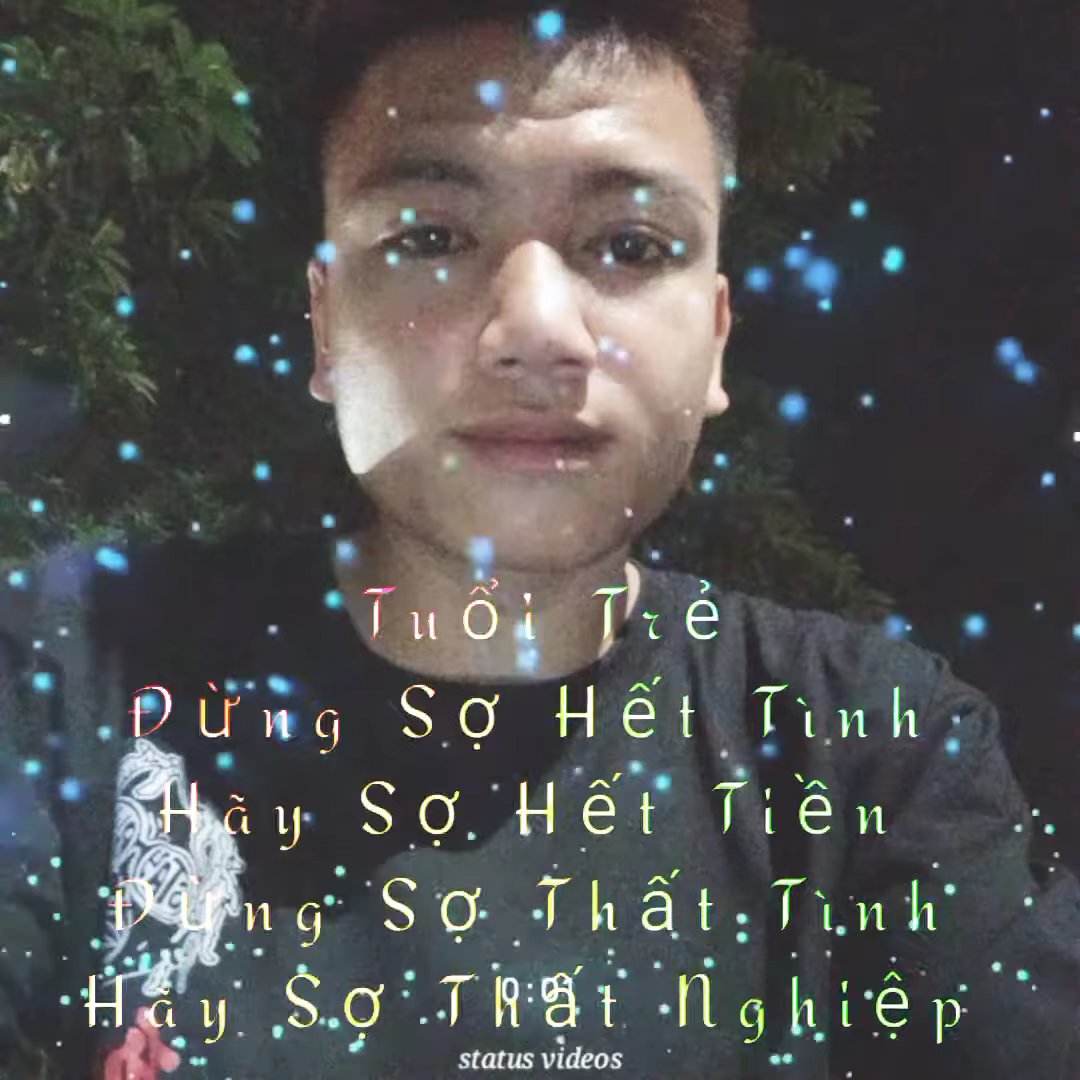 Tuổi Trẻ
Đừng Sợ Hết Tình
Hãy Sợ Hết Tiền
Đừng Sợ Thất Tình
Hãy Sợ Thất Nghiệp
status videos